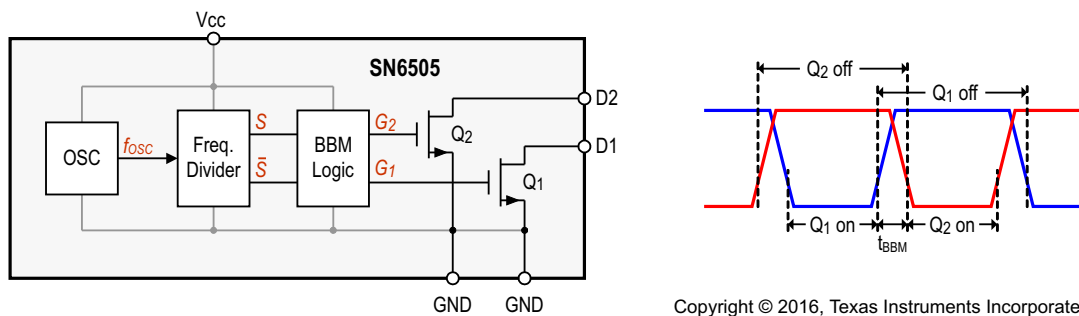 Vcc
SN6505
D2
D1
OSC
fOSC
Freq.
Divider
S
S̄
BBM
Logic
G2
G1
Q2
Q1
GND
GND
Q2 off
Q1 off
Q1 on
tBBM
Q2 on
Copyright © 2016, Texas Instruments Incorporate